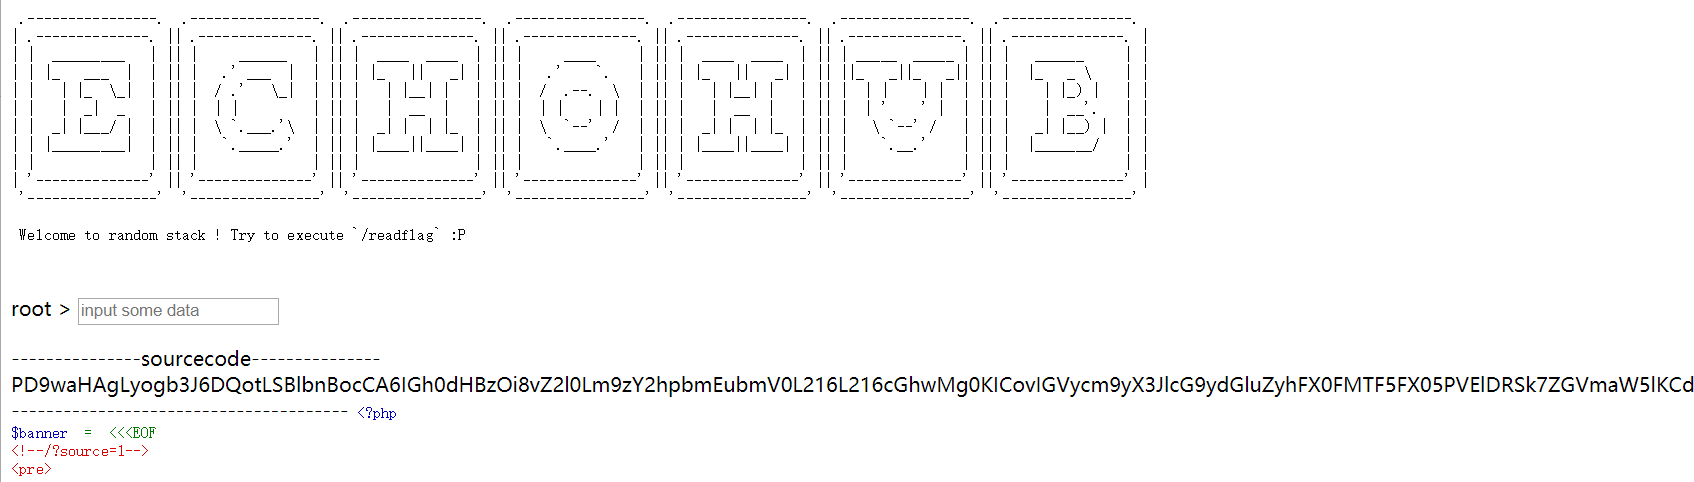 ECHOHUB
Welcome to random stack ! Try to execute `/readflag` :P
root > input some data
---------------sourcecode---------------
PD9waHAgLyogb3J6DQotLSBlbnBocCA6IGh0dHBzOi8vZ2l0Lm9zY2hpbmEubmV0L216L216cGhwMg0KICovIGVycm9yX3JlcG9ydGluZyhFX0FMTF5FX05PVElDRSk7ZGVmaW5lKCd
--------------------------------------- <?php
$banner = <<<EOF
<!--/?source=1-->
<pre>